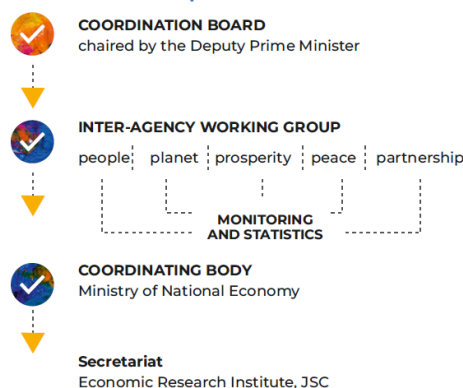 COORDINATION BOARD
chaired by the Deputy Prime Minister
INTER-AGENCY WORKING GROUP
people planet prosperity peace partnership
MONITORING
AND STATISTICS
COORDINATING BODY
Ministry of National Economy
Secretariat
Economic Research Institute, JSC